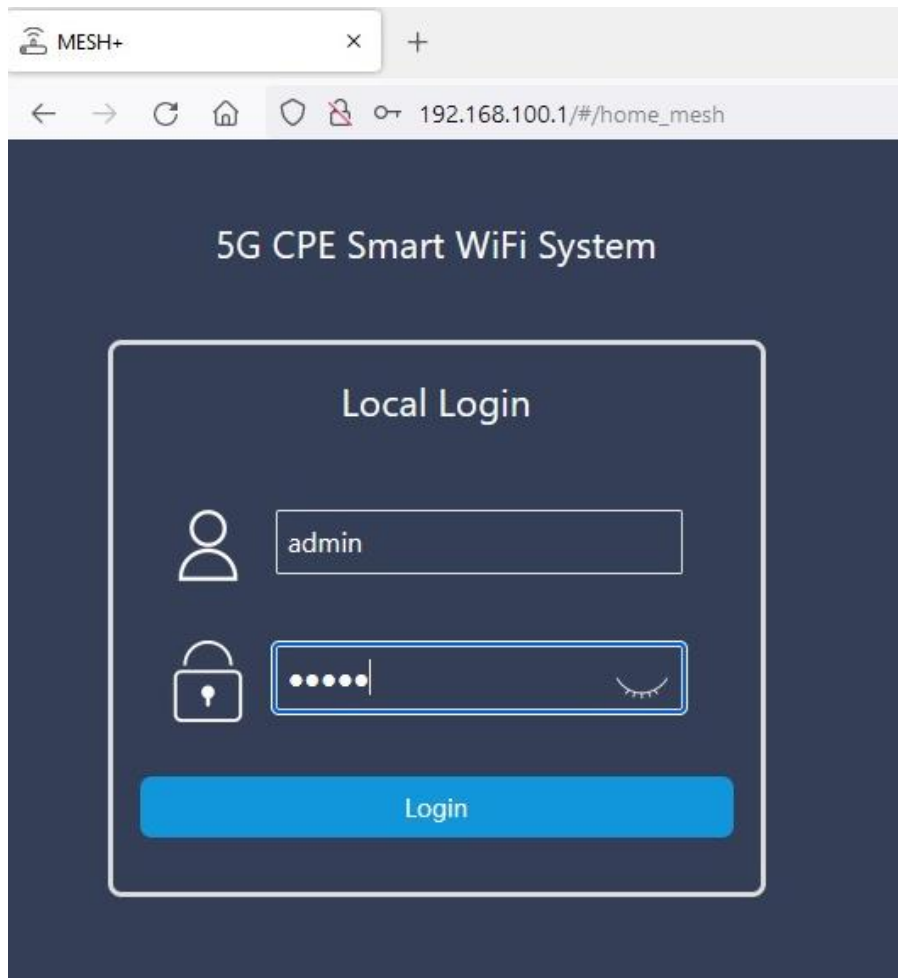 MESH+
192.168.100.1/#/home_mesh
5G CPE Smart WiFi System
Local Login
admin
•••••
Login